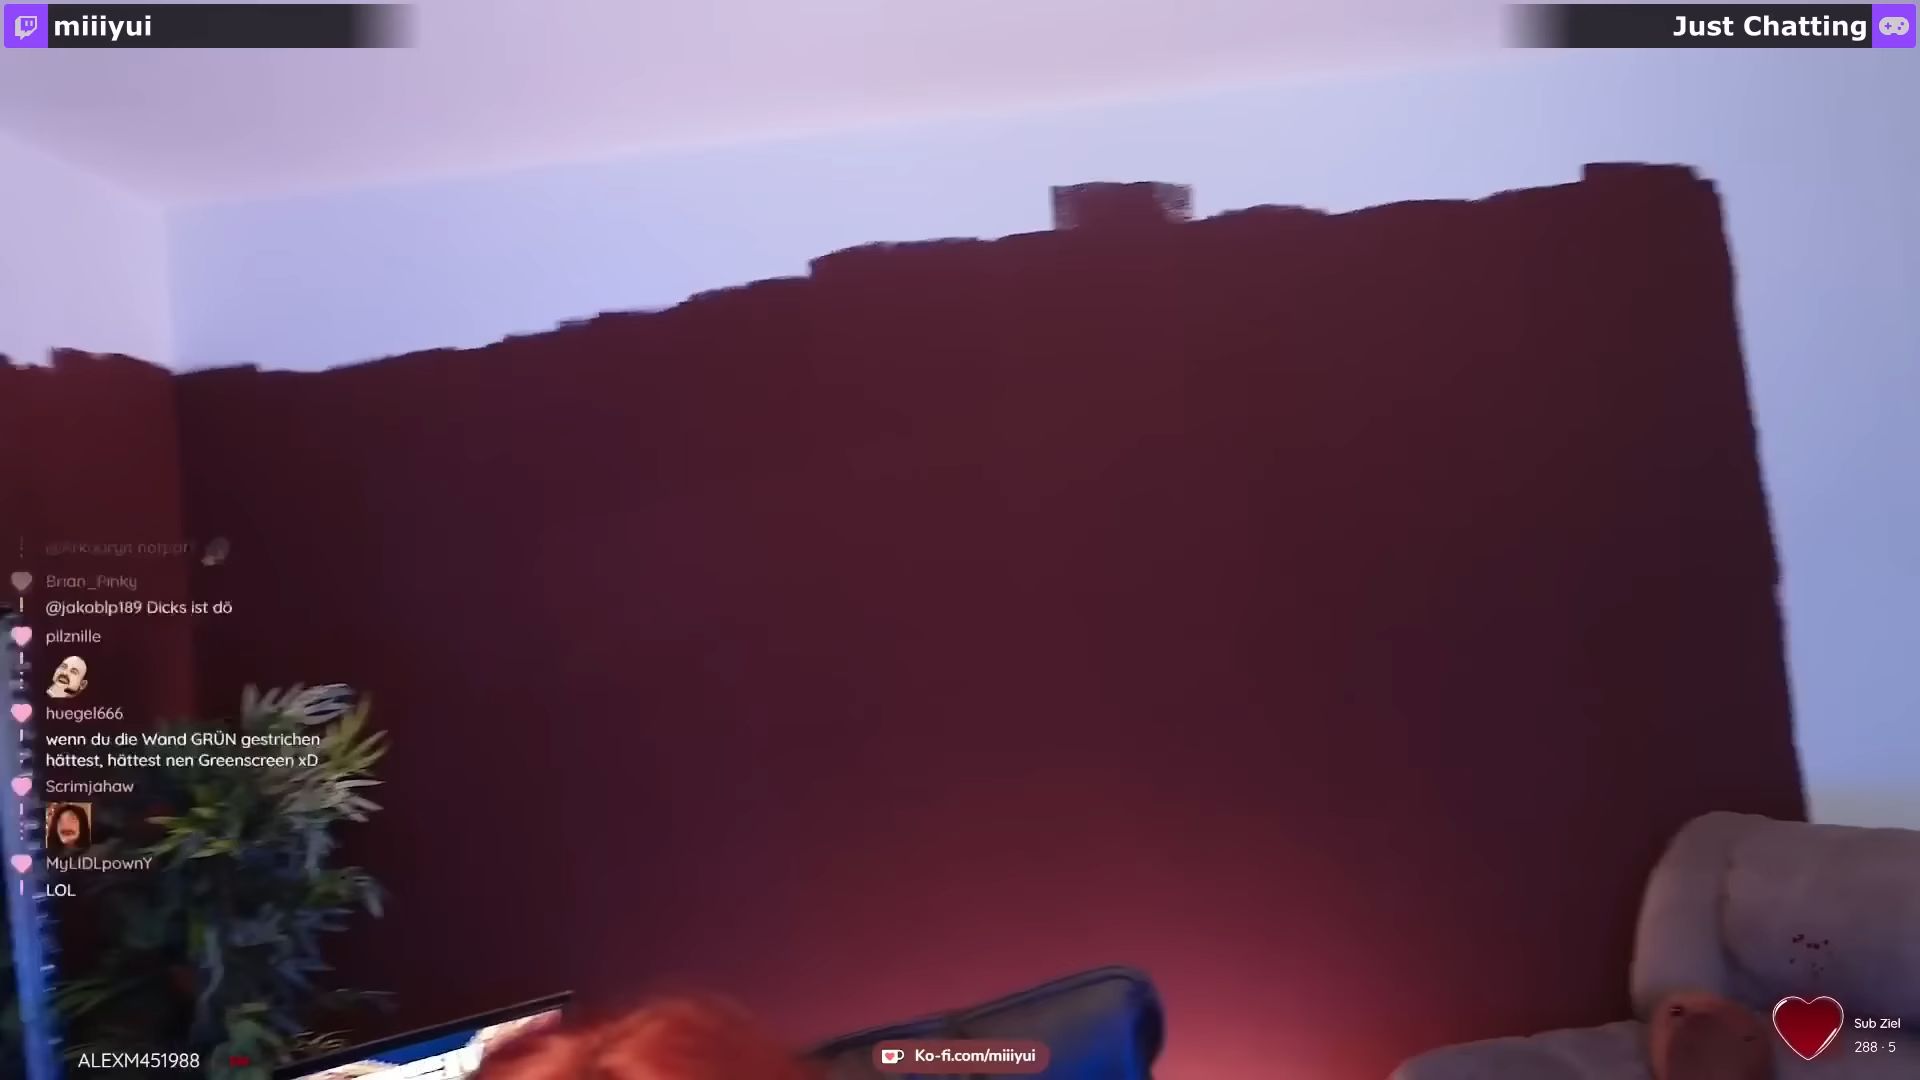 miiiyui
Just Chatting
Brian_Pinky
@jakoblp189 Dicks ist dö
pilznille
huegel666
wenn du die Wand GRÜN gestrichen
hättest, hättest nen Greenscreen xD
Scrimjahaw
MyLIDLpownY
LOL
ALEXM451988
Ko-fi.com/miiiyui
Sub Ziel
288 · 5